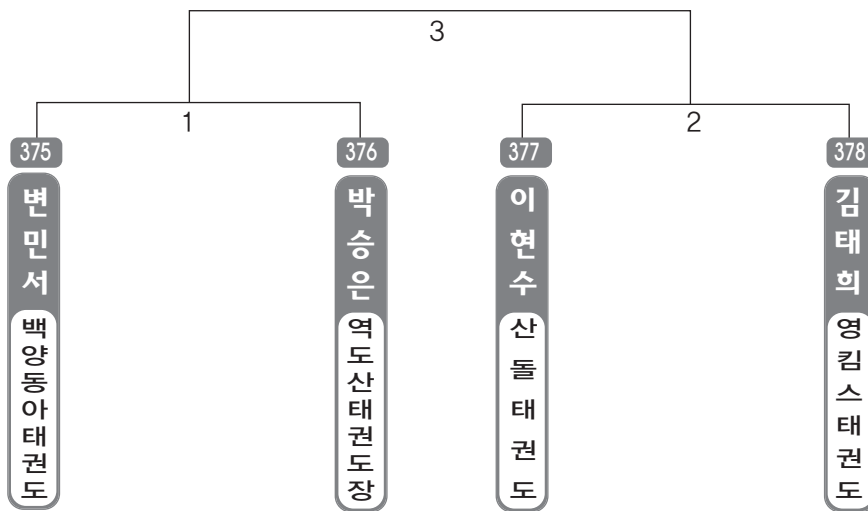 3
1
2
375
변민서
백양동아태권도
376
박승은
역도산태권도장
377
이현수
산돌태권도
378
김태희
영킴스태권도